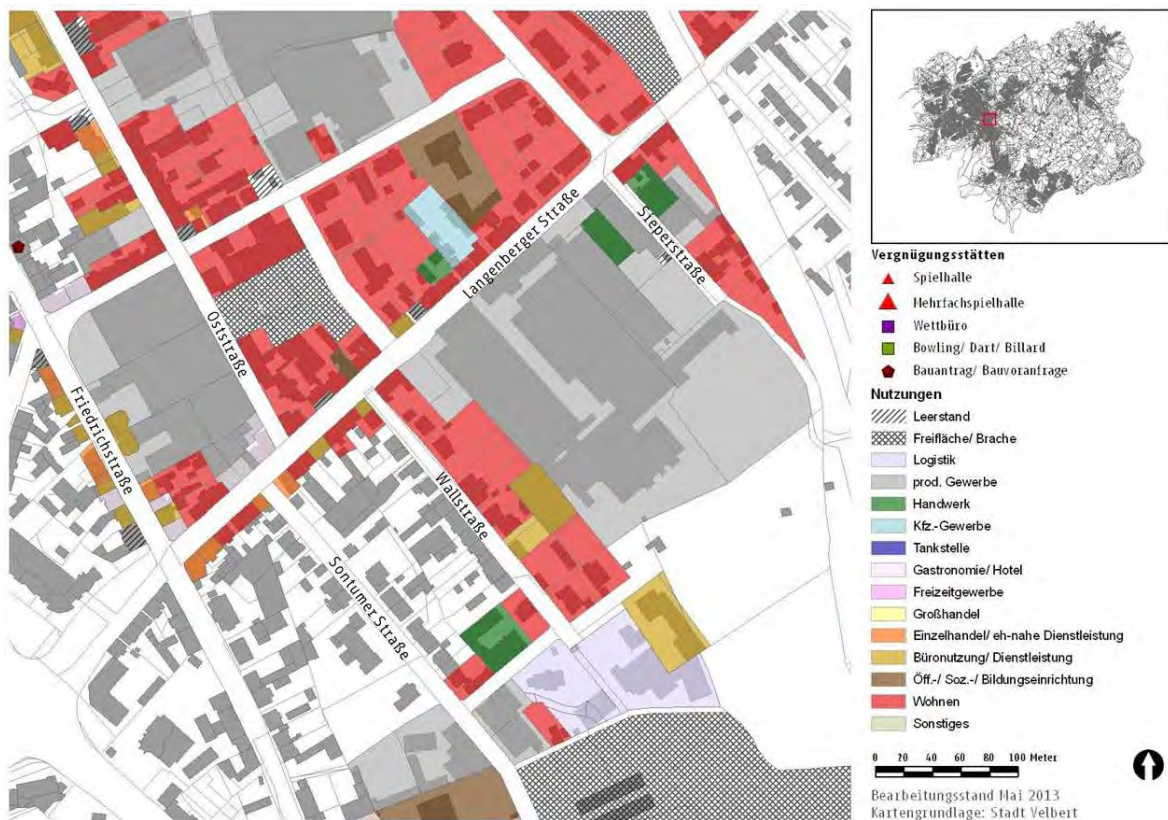 Langenberger Straße
Sieperstraße
Oststraße
Friedrichstraße
Wallstraße
Sontumer Straße
Vergnügungsstätten
Spielhalle
Mehrfachspielhalle
Wettbüro
Bowling/ Dart/ Billard
Bauantrag/ Bauvoranfrage
Nutzungen
Leerstand
Freifläche/ Brache
Logistik
prod. Gewerbe
Handwerk
Kfz.-Gewerbe
Tankstelle
Gastronomie/ Hotel
Freizeitgewerbe
Großhandel
Einzelhandel/ eh-nahe Dienstleistung
Büronutzung/ Dienstleistung
Öff.-/ Soz.-/ Bildungseinrichtung
Wohnen
Sonstiges
0 20 40 60 80 100 Meter
Bearbeitungsstand Mai 2013
Kartengrundlage: Stadt Velbert